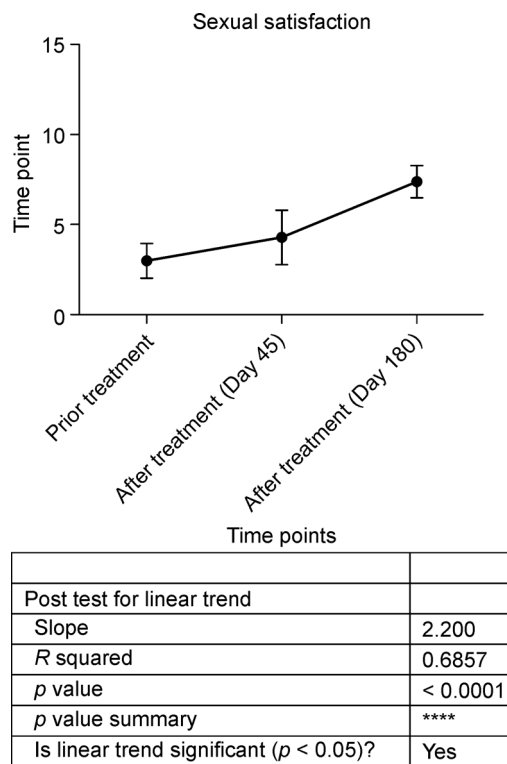 Sexual satisfaction
15
10
5
0
Time point
Prior treatment
After treatment (Day 45)
After treatment (Day 180)
Time points
Post test for linear trend
Slope 2.200
R squared 0.6857
p value < 0.0001
p value summary ****
Is linear trend significant (p < 0.05)? Yes